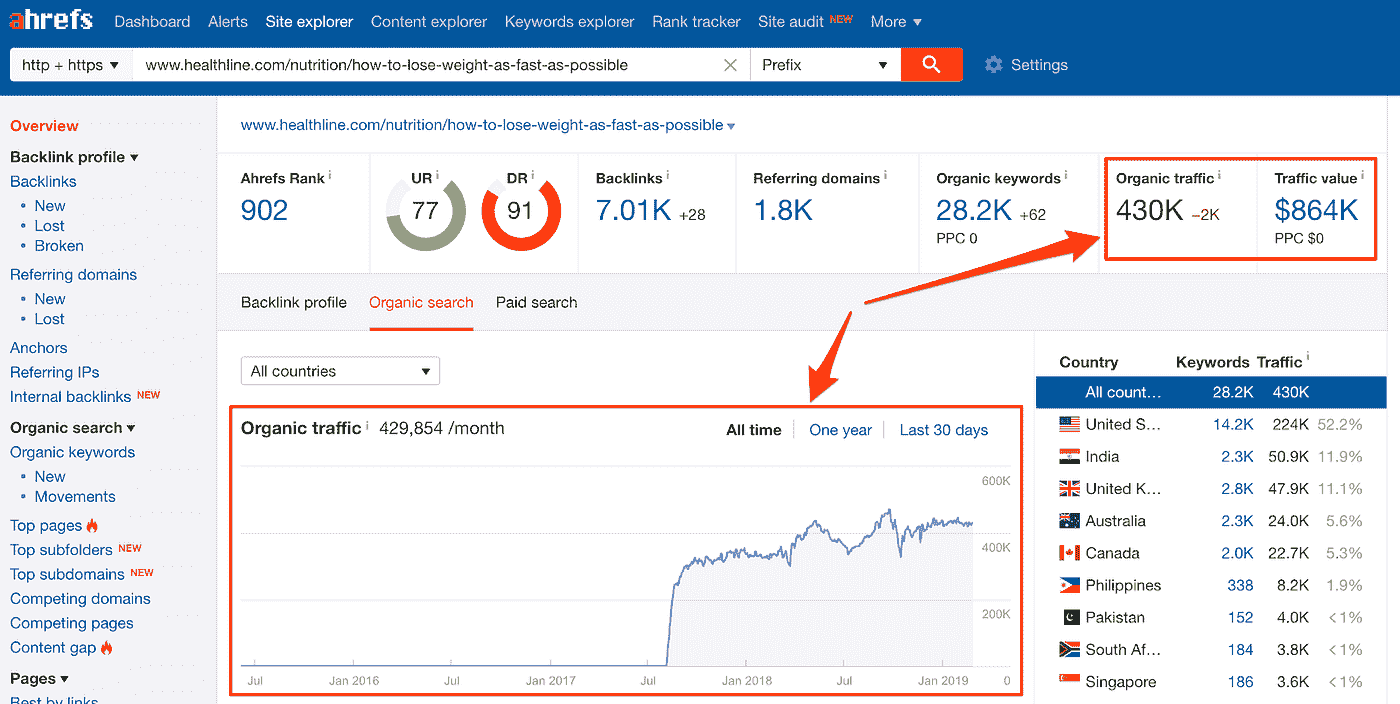 ahrefs Dashboard Alerts Site explorer Content explorer Keywords explorer Rank tracker Site audit NEW More
http + https www.healthline.com/nutrition/how-to-lose-weight-as-fast-as-possible Prefix Settings
Overview
Backlink profile
Backlinks
New
Lost
Broken
Referring domains
New
Lost
Anchors
Referring IPs
Internal backlinks NEW
Organic search
Organic keywords
New
Movements
Top pages
Top subfolders NEW
Top subdomains NEW
Competing domains
Competing pages
Content gap
Pages
Best by links
www.healthline.com/nutrition/how-to-lose-weight-as-fast-as-possible
Ahrefs Rank i
902
UR i
77
DR i
91
Backlinks i
7.01K +28
Referring domains i
1.8K
Organic keywords i
28.2K +62
PPC 0
Organic traffic i
430K −2K
Traffic value i
$864K
PPC $0
Backlink profile Organic search Paid search
All countries
Organic traffic i 429,854 /month All time One year Last 30 days
600K
400K
200K
Jul Jan 2016 Jul Jan 2017 Jul Jan 2018 Jul Jan 2019 0
Country Keywords Traffic i
All count... 28.2K 430K
United S... 14.2K 224K 52.2%
India 2.3K 50.9K 11.9%
United K... 2.8K 47.9K 11.1%
Australia 2.3K 24.0K 5.6%
Canada 2.0K 22.7K 5.3%
Philippines 338 8.2K 1.9%
Pakistan 152 4.0K <1%
South Af... 184 3.8K <1%
Singapore 186 3.6K <1%